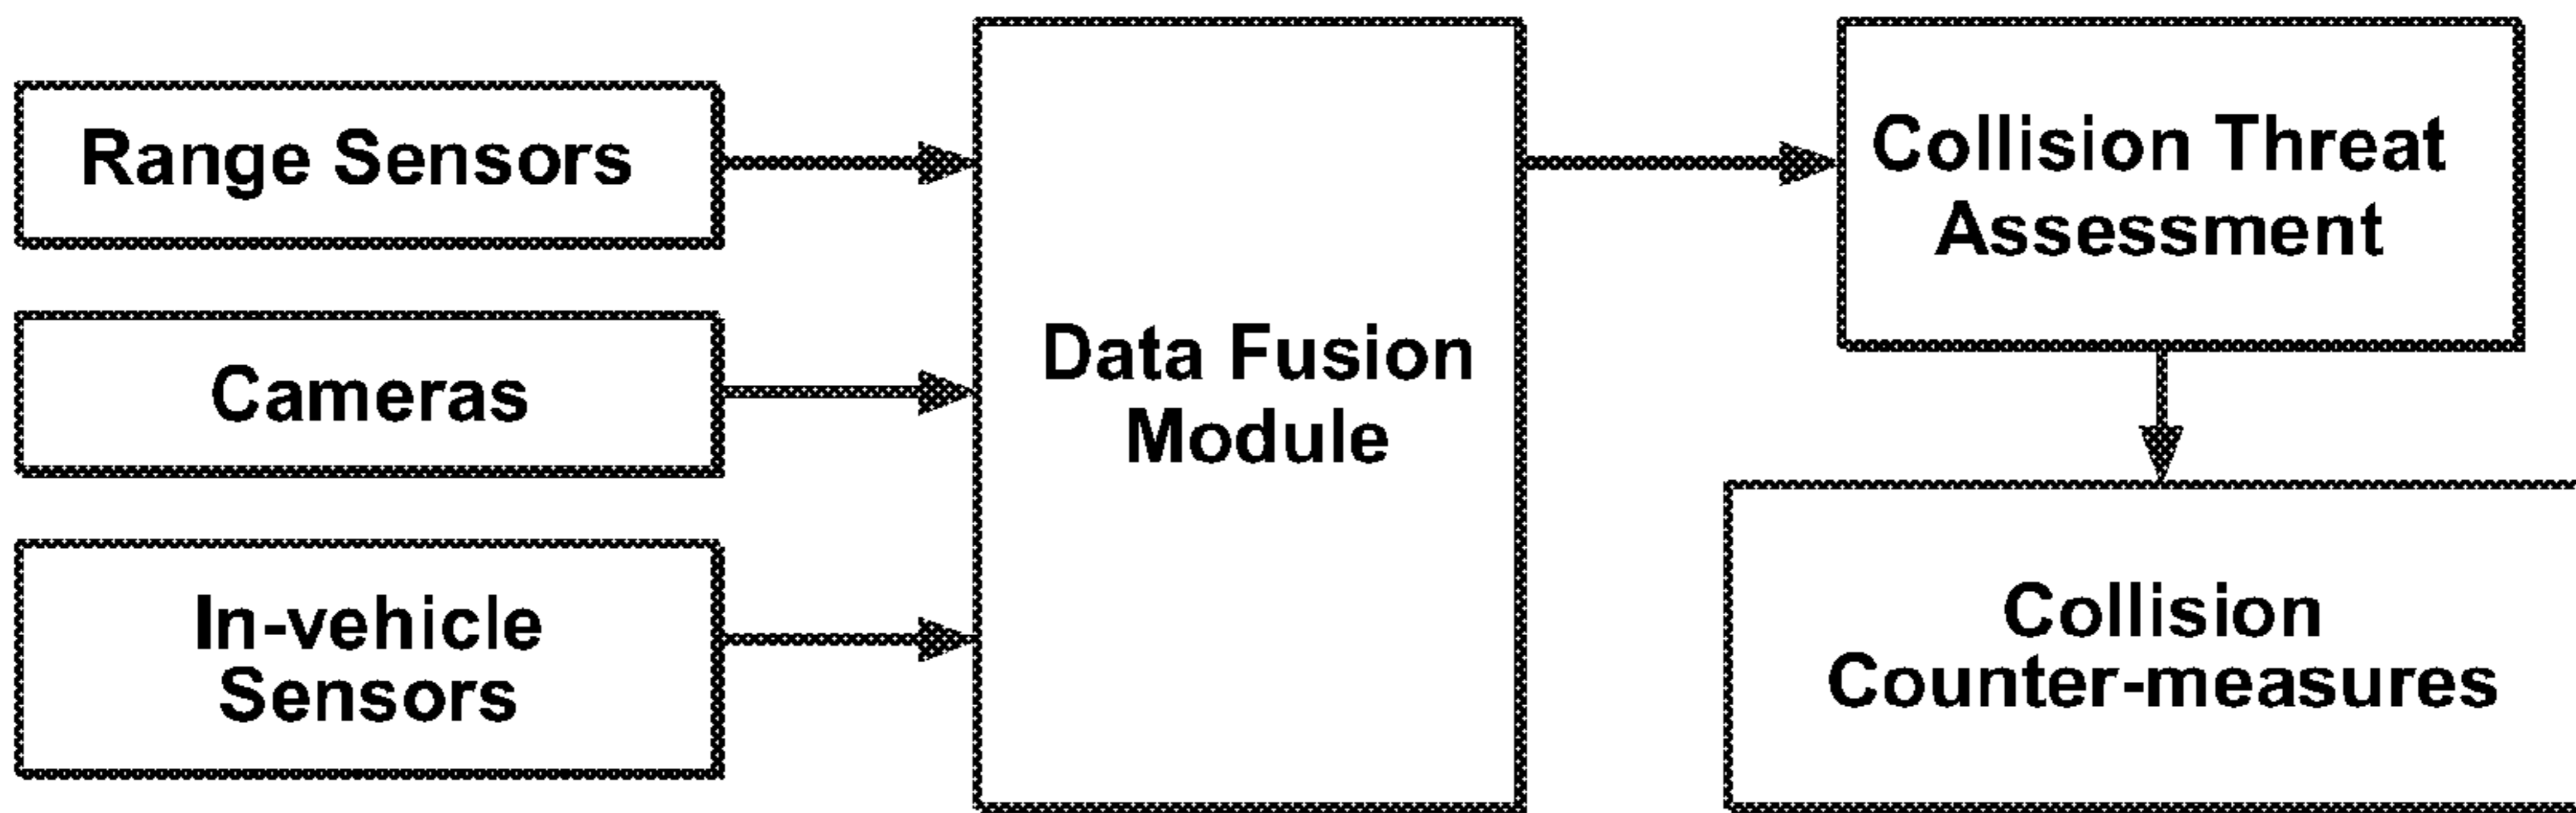 Range Sensors
Cameras
In-vehicle
Sensors
Data Fusion
Module
Collision Threat
Assessment
Collision
Counter-measures